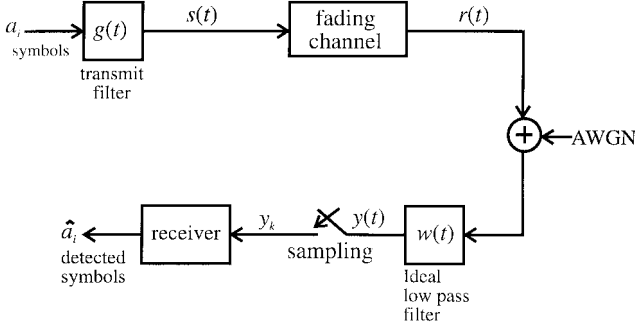 a_i
symbols
g(t)
transmit
filter
s(t)
fading
channel
r(t)
+
AWGN
w(t)
Ideal
low pass
filter
y(t)
sampling
y_k
receiver
â_i
detected
symbols